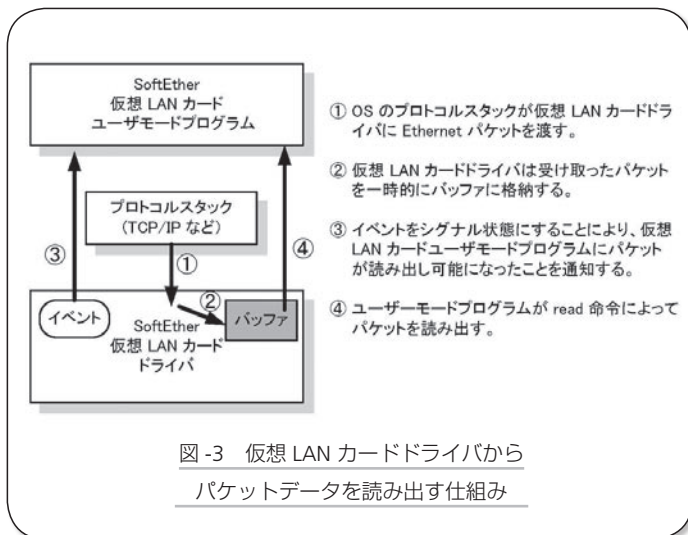 SoftEther
仮想 LAN カード
ユーザモードプログラム
プロトコルスタック
(TCP/IP など)
③
①
④
②
イベント
バッファ
SoftEther
仮想 LAN カード
ドライバ
① OS のプロトコルスタックが仮想 LAN カードドラ
イバに Ethernet パケットを渡す。
② 仮想 LAN カードドライバは受け取ったパケット
を一時的にバッファに格納する。
③ イベントをシグナル状態にすることにより、仮想
LAN カードユーザモードプログラムにパケット
が読み出し可能になったことを通知する。
④ ユーザーモードプログラムが read 命令によって
パケットを読み出す。
図 -3 仮想 LAN カードドライバから
パケットデータを読み出す仕組み